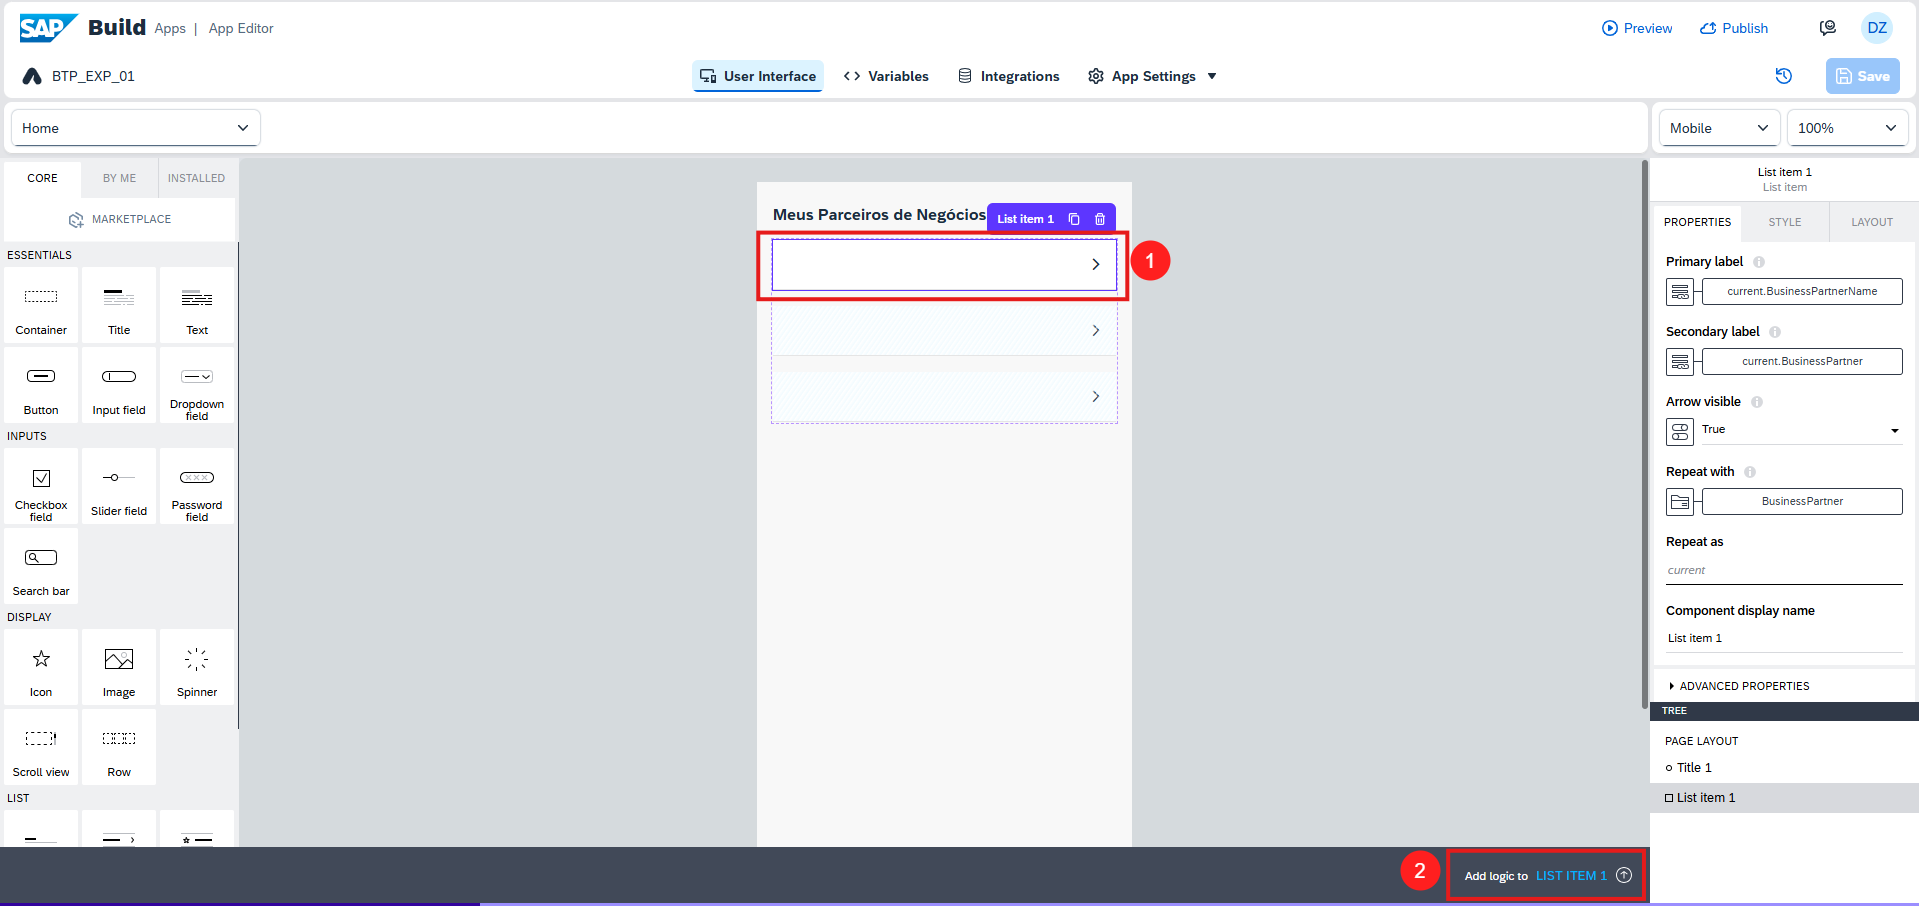 SAP Build Apps | App Editor
Preview Publish DZ
BTP_EXP_01 User Interface Variables Integrations App Settings Save
Home Mobile 100%
CORE BY ME INSTALLED
MARKETPLACE
ESSENTIALS
Container Title Text
Button Input field Dropdown
field
INPUTS
Checkbox
field Slider field Password
field
Search bar
DISPLAY
Icon Image Spinner
Scroll view Row
LIST
Meus Parceiros de Negócios
List item 1
1
2
Add logic to LIST ITEM 1
List item 1
List item
PROPERTIES STYLE LAYOUT
Primary label
current.BusinessPartnerName
Secondary label
current.BusinessPartner
Arrow visible
True
Repeat with
BusinessPartner
Repeat as
current
Component display name
List item 1
ADVANCED PROPERTIES
TREE
PAGE LAYOUT
Title 1
List item 1